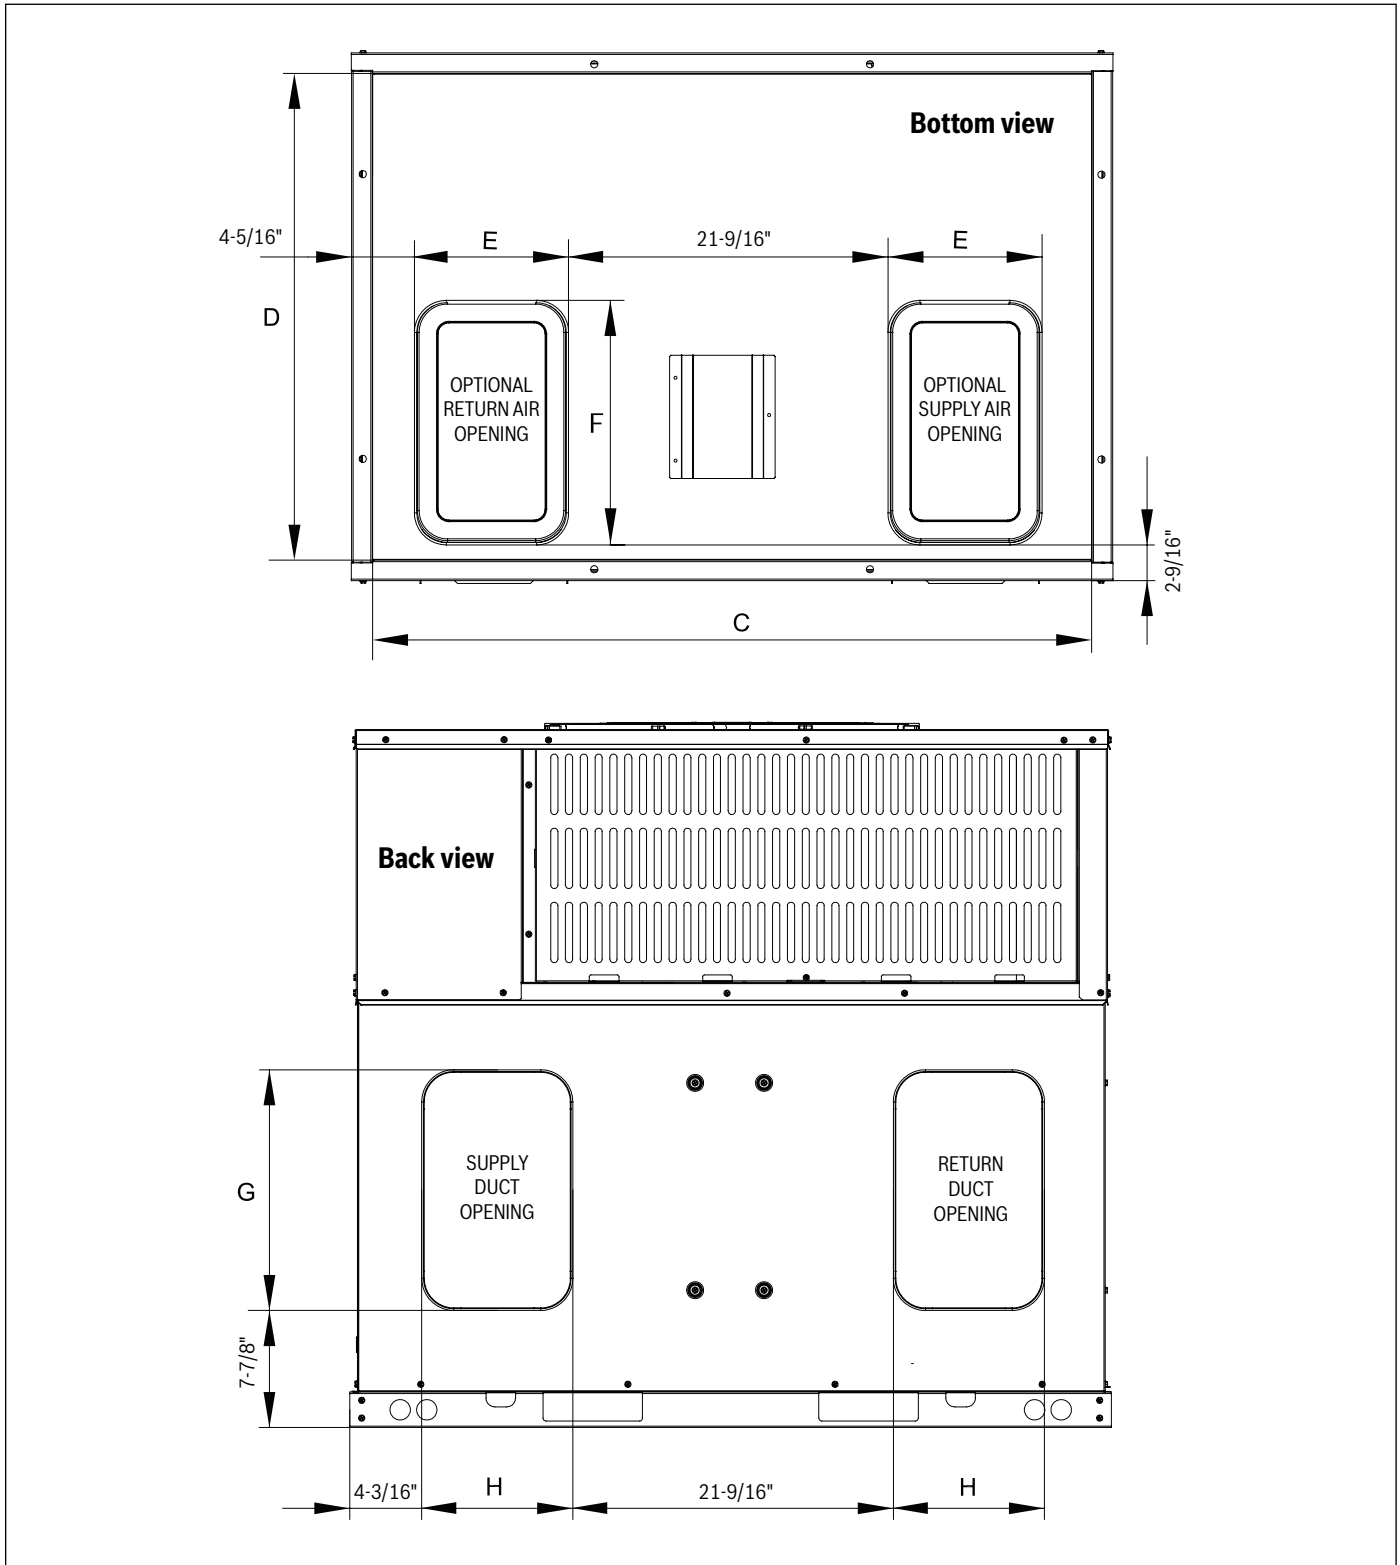 Bottom view
4-5/16"
E
21-9/16"
E
D
OPTIONAL
RETURN AIR
OPENING
F
OPTIONAL
SUPPLY AIR
OPENING
2-9/16"
C
Back view
SUPPLY
DUCT
OPENING
RETURN
DUCT
OPENING
G
7-7/8"
4-3/16"
H
21-9/16"
H